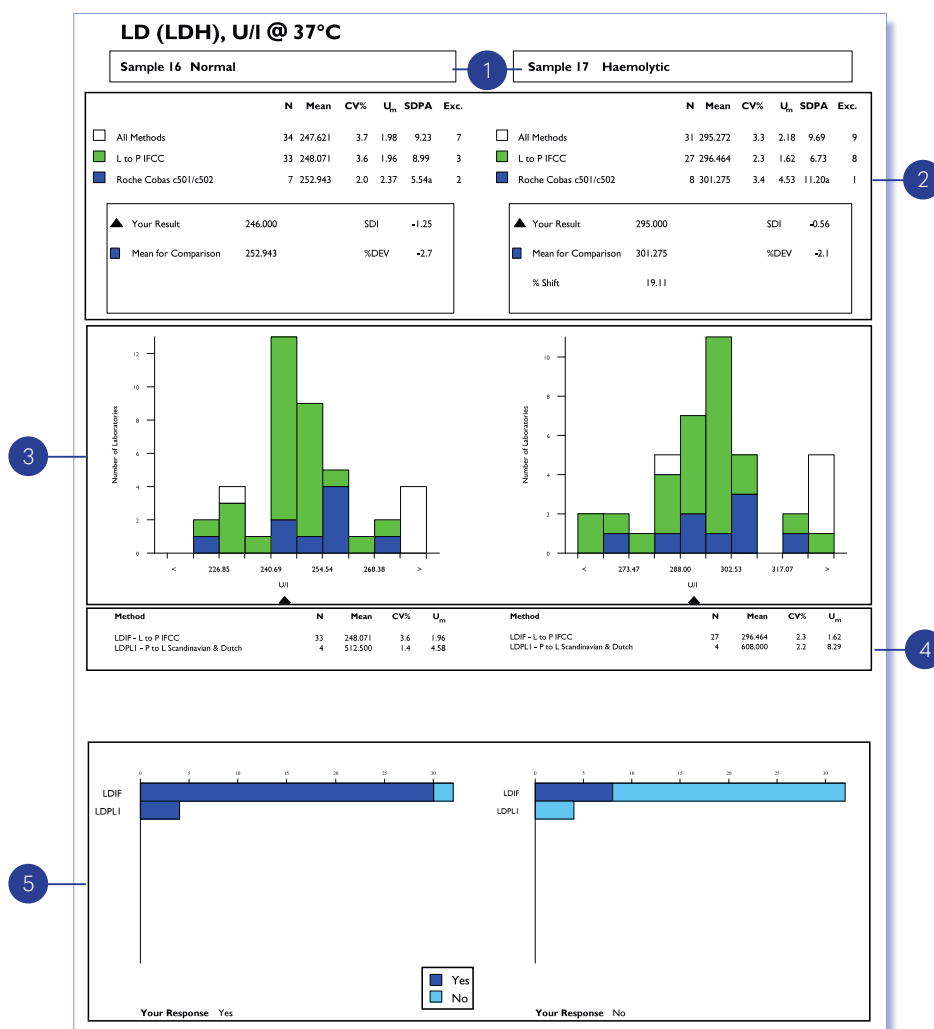 LD (LDH), U/l @ 37°C
Sample 16 Normal
1
Sample 17 Haemolytic
N Mean CV% Um SDPA Exc.
All Methods 34 247.621 3.7 1.98 9.23 7
L to P IFCC 33 248.071 3.6 1.96 8.99 3
Roche Cobas c501/c502 7 252.943 2.0 2.37 5.54a 2
N Mean CV% Um SDPA Exc.
All Methods 31 295.272 3.3 2.18 9.69 9
L to P IFCC 27 296.464 2.3 1.62 6.73 8
Roche Cobas c501/c502 8 301.275 3.4 4.53 11.20a 1
2
Your Result 246.000 SDI -1.25
Mean for Comparison 252.943 %DEV -2.7
Your Result 295.000 SDI -0.56
Mean for Comparison 301.275 %DEV -2.1
% Shift 19.11
3
Number of Laboratories
12
10
8
6
4
2
0
< 226.85 240.69 254.54 268.38 >
U/l
Number of Laboratories
10
8
6
4
2
0
< 273.47 288.00 302.53 317.07 >
U/l
Method N Mean CV% Um
LDIF - L to P IFCC 33 248.071 3.6 1.96
LDPL1 - P to L Scandinavian & Dutch 4 512.500 1.4 4.58
N Mean CV% Um
Method
LDIF - L to P IFCC 27 296.464 2.3 1.62
LDPL1 - P to L Scandinavian & Dutch 4 608.000 2.2 8.29
4
0 5 10 15 20 25 30
LDIF
LDPL1
0 5 10 15 20 25 30
LDIF
LDPL1
5
Yes
No
Your Response Yes
Your Response No